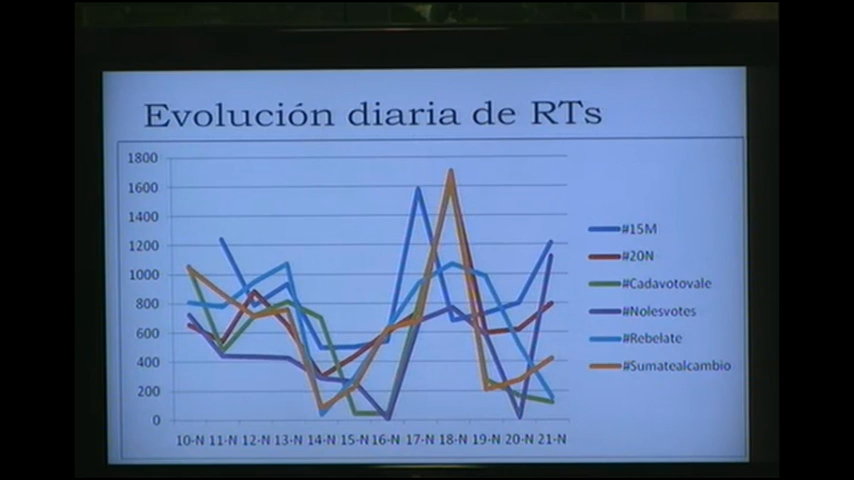 Evolución diaria de RTs
1800
1600
1400
1200
1000
800
600
400
200
0
10-N 11-N 12-N 13-N 14-N 15-N 16-N 17-N 18-N 19-N 20-N 21-N
#15M
#20N
#Cadavotovale
#Nolesvotes
#Rebelate
#Sumatealcambio